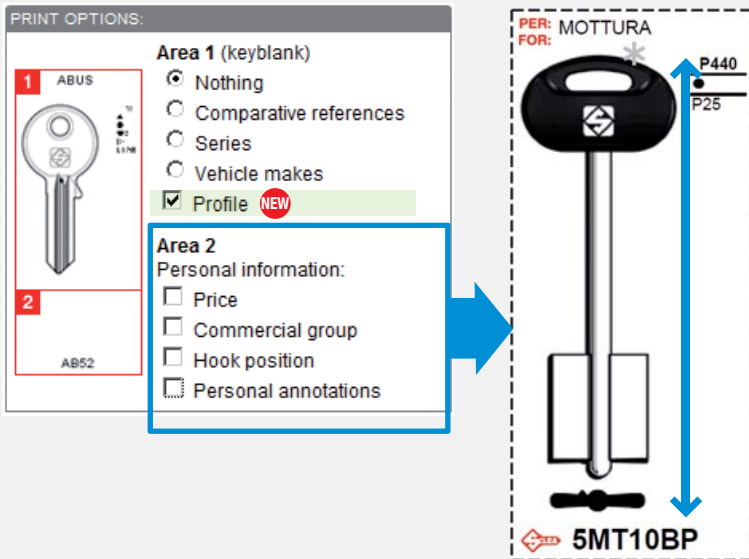 PRINT OPTIONS:
1 ABUS
Area 1 (keyblank)
Nothing
Comparative references
Series
Vehicle makes
Profile NEW
2
AB52
Area 2
Personal information:
Price
Commercial group
Hook position
Personal annotations
PER: MOTTURA
FOR:
P440
P25
SILCA 5MT10BP